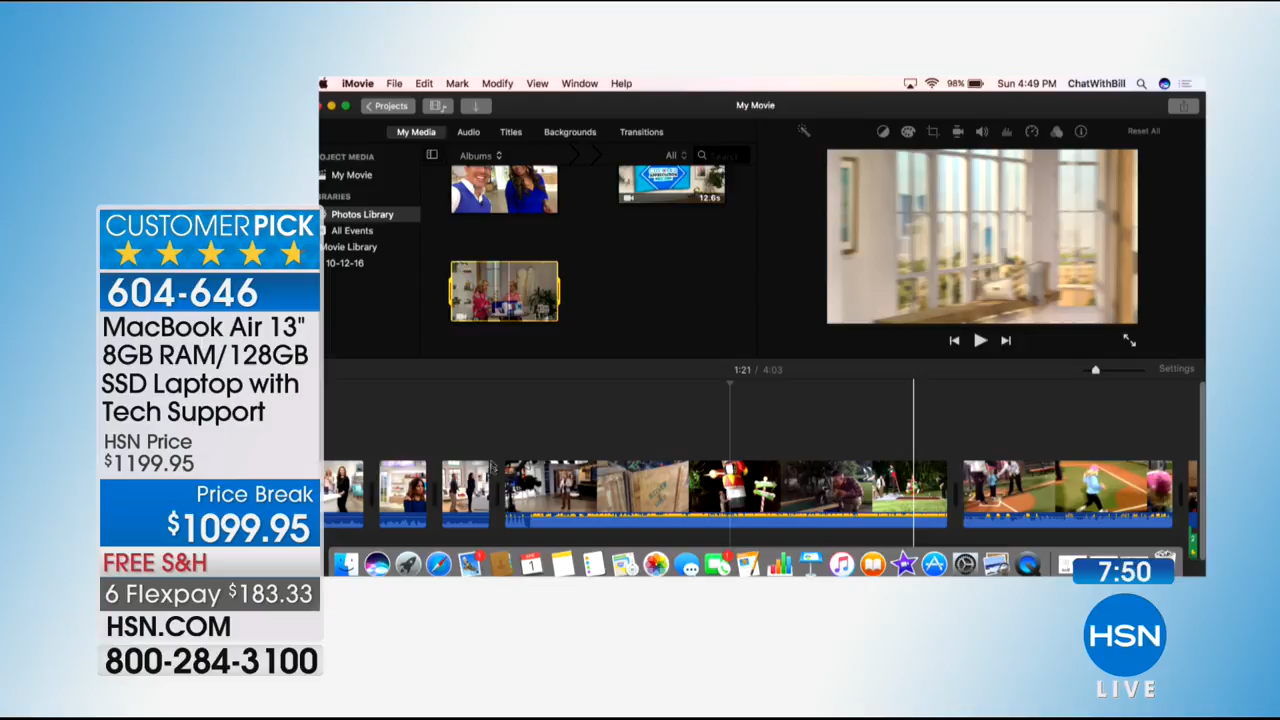 iMovie File Edit Mark Modify View Window Help
98% Sun 4:49 PM ChatWithBill
Projects
My Movie
My Media Audio Titles Backgrounds Transitions
Reset All
OJECT MEDIA
Albums
All
Search
My Movie
RARIES
Photos Library
All Events
Movie Library
10-12-16
12.6s
1:21 / 4:03
Settings
CUSTOMER PICK
604-646
MacBook Air 13"
8GB RAM/128GB
SSD Laptop with
Tech Support
HSN Price
$1199.95
Price Break
$1099.95
FREE S&H
6 Flexpay $183.33
HSN.COM
800-284-3100
7:50
HSN
LIVE